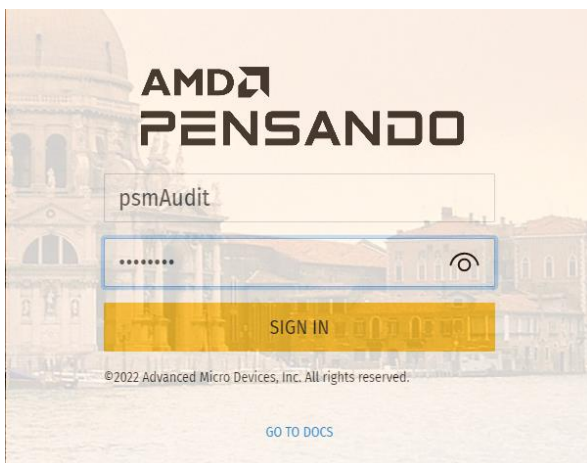 AMD
PENSANDO
psmAudit
••••••••
SIGN IN
©2022 Advanced Micro Devices, Inc. All rights reserved.
GO TO DOCS